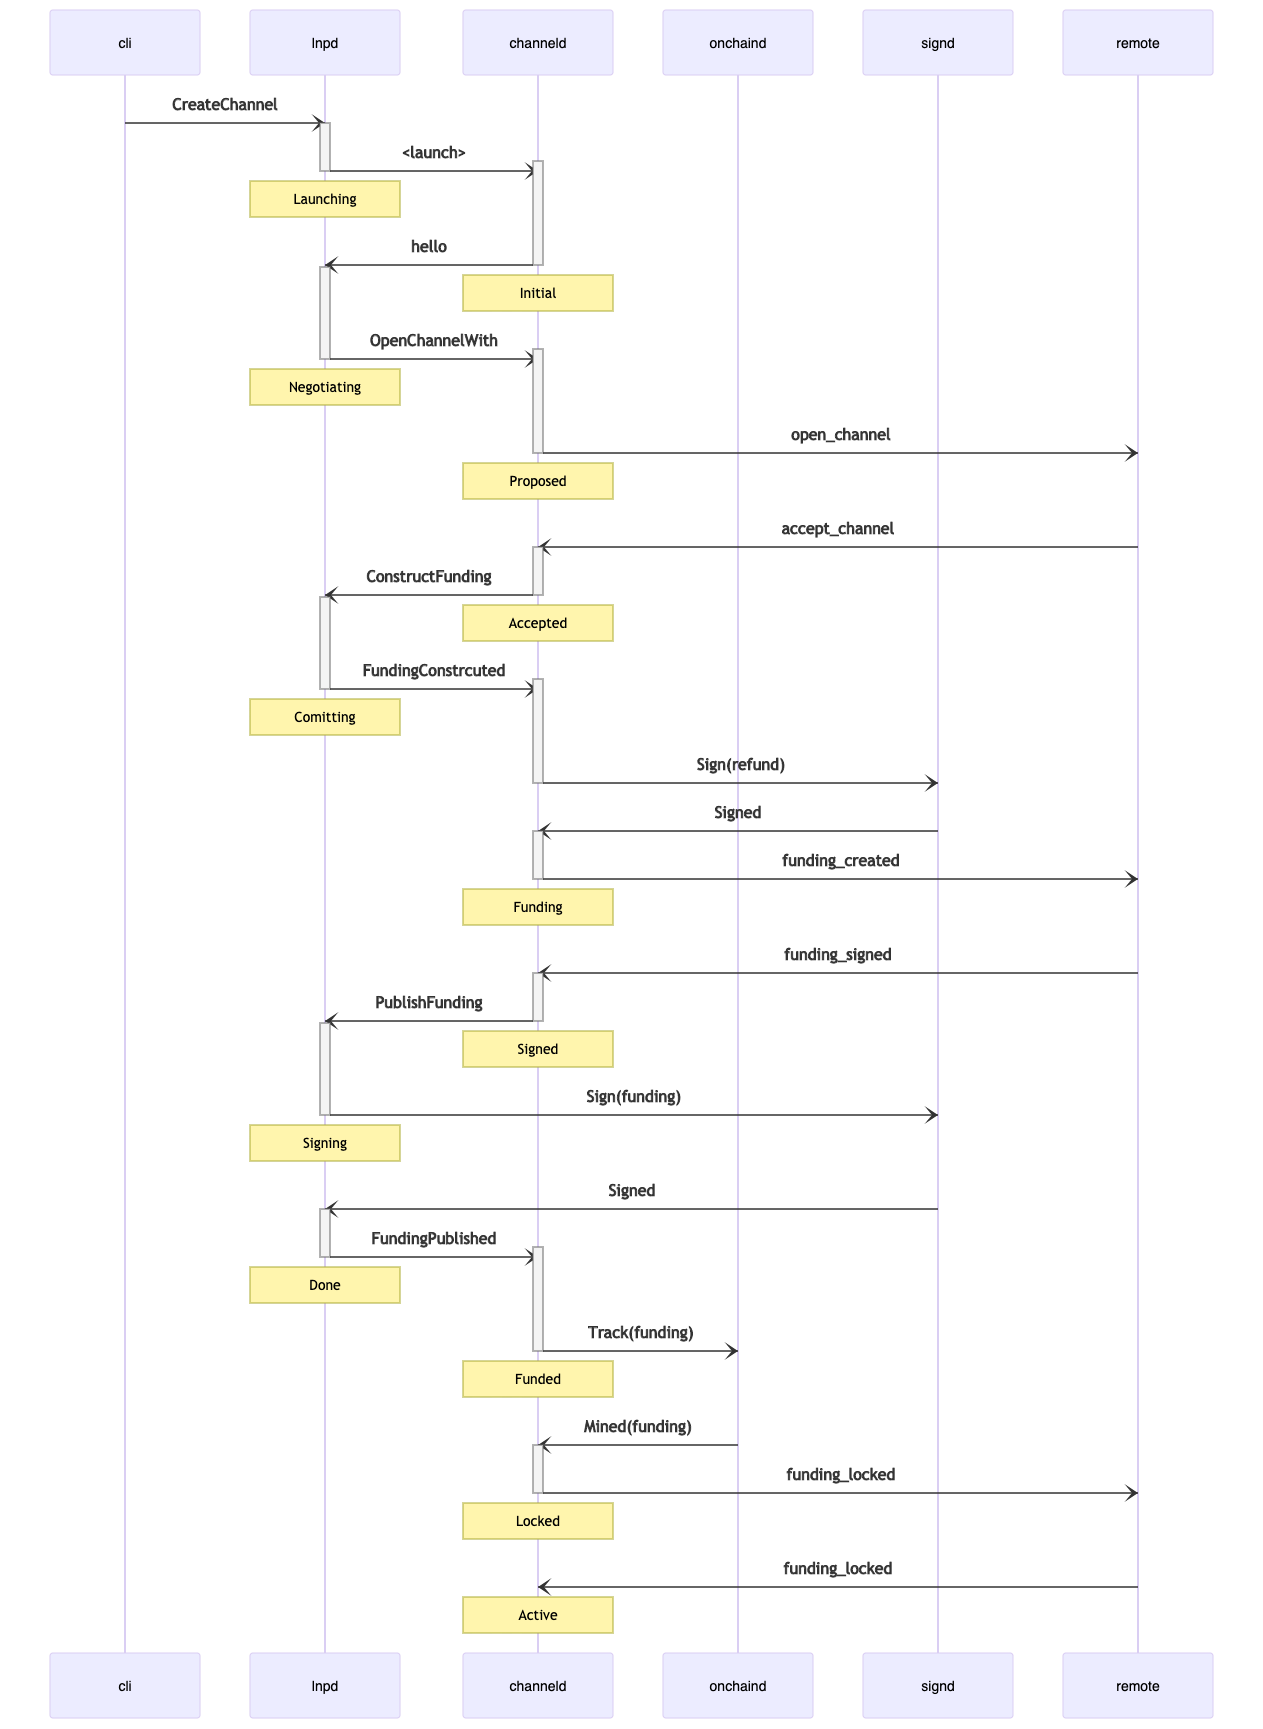 cli
lnpd
channeld
onchaind
signd
remote
CreateChannel
<launch>
Launching
hello
Initial
OpenChannelWith
Negotiating
open_channel
Proposed
accept_channel
ConstructFunding
Accepted
FundingConstrcuted
Comitting
Sign(refund)
Signed
funding_created
Funding
funding_signed
PublishFunding
Signed
Sign(funding)
Signing
Signed
FundingPublished
Done
Track(funding)
Funded
Mined(funding)
funding_locked
Locked
funding_locked
Active
cli
lnpd
channeld
onchaind
signd
remote